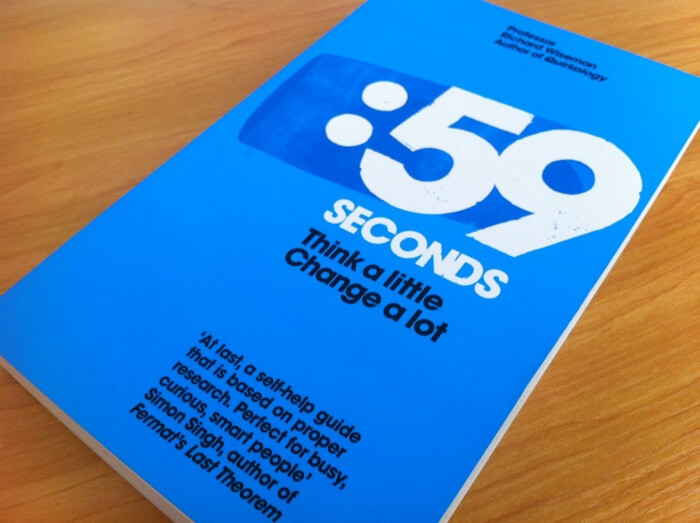 Professor
Richard Wiseman
Author of Quirkology
:59
SECONDS
Think a little
Change a lot
'At last, a self-help guide
that is based on proper
research. Perfect for busy,
curious, smart people'
Simon Singh, author of
Fermat's Last Theorem